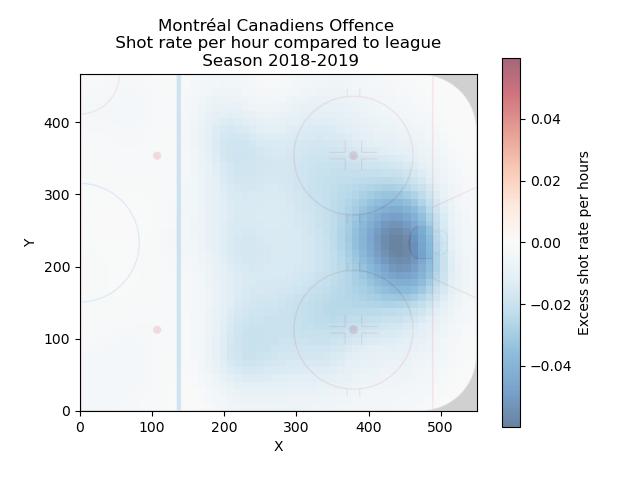 Montréal Canadiens Offence
Shot rate per hour compared to league
Season 2018-2019
400
300
200
100
0
Y
0 100 200 300 400 500
X
0.04
0.02
0.00
−0.02
−0.04
Excess shot rate per hours